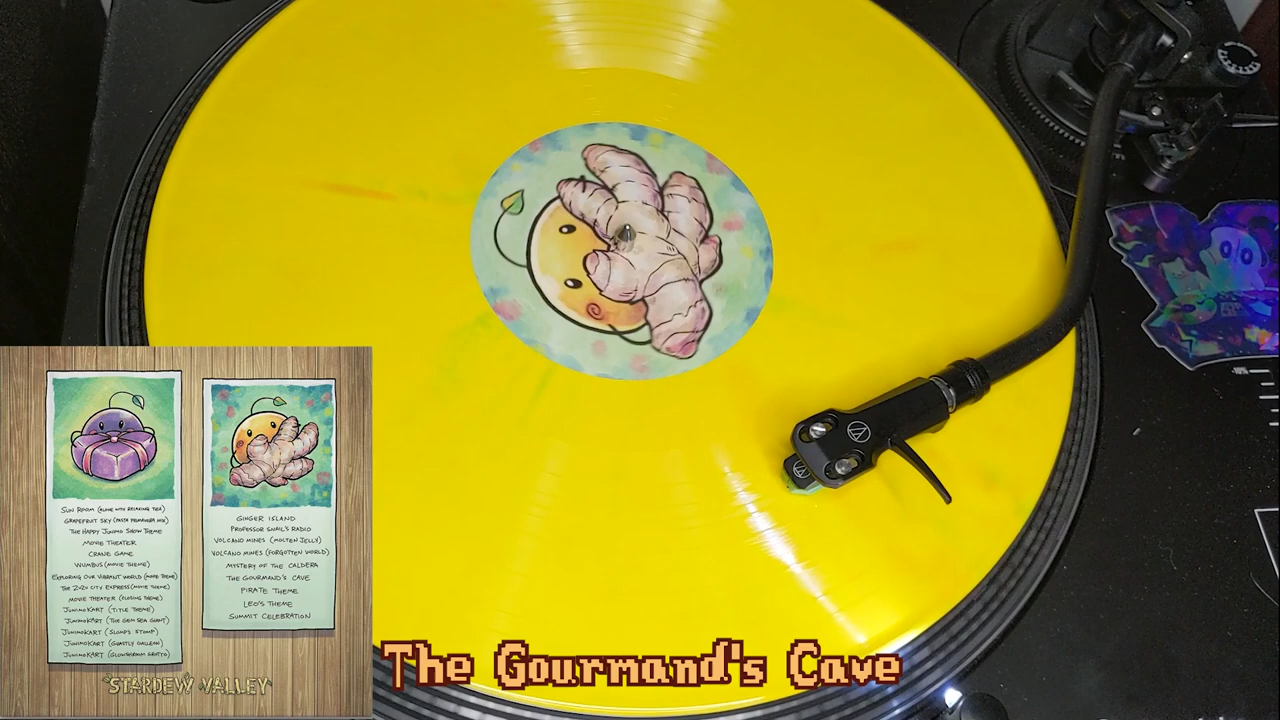 SUN ROOM (ALONE WITH RELAXING TEA)
GRAPEFRUIT SKY (PASTA PRIMAVERA MIX)
THE HAPPY JUNIMO SHOW THEME
MOVIE THEATER
CRANE GAME
WUMBUS (MOVIE THEME)
EXPLORING OUR VIBRANT WORLD (MOVIE THEME)
THE ZUZU CITY EXPRESS (MOVIE THEME)
MOVIE THEATER (CLOSING THEME)
JUNIMOKART (TITLE THEME)
JUNIMOKART (THE GEM SEA GIANT)
JUNIMOKART (SLOMP'S STOMP)
JUNIMOKART (GHASTLY GALLEON)
JUNIMOKART (GLOWSHROOM GROTTO)
GINGER ISLAND
PROFESSOR SNAIL'S RADIO
VOLCANO MINES (MOLTEN JELLY)
VOLCANO MINES (FORGOTTEN WORLD)
MYSTERY OF THE CALDERA
THE GOURMAND'S CAVE
PIRATE THEME
LEO'S THEME
SUMMIT CELEBRATION
STARDEW VALLEY
The Gourmand's Cave